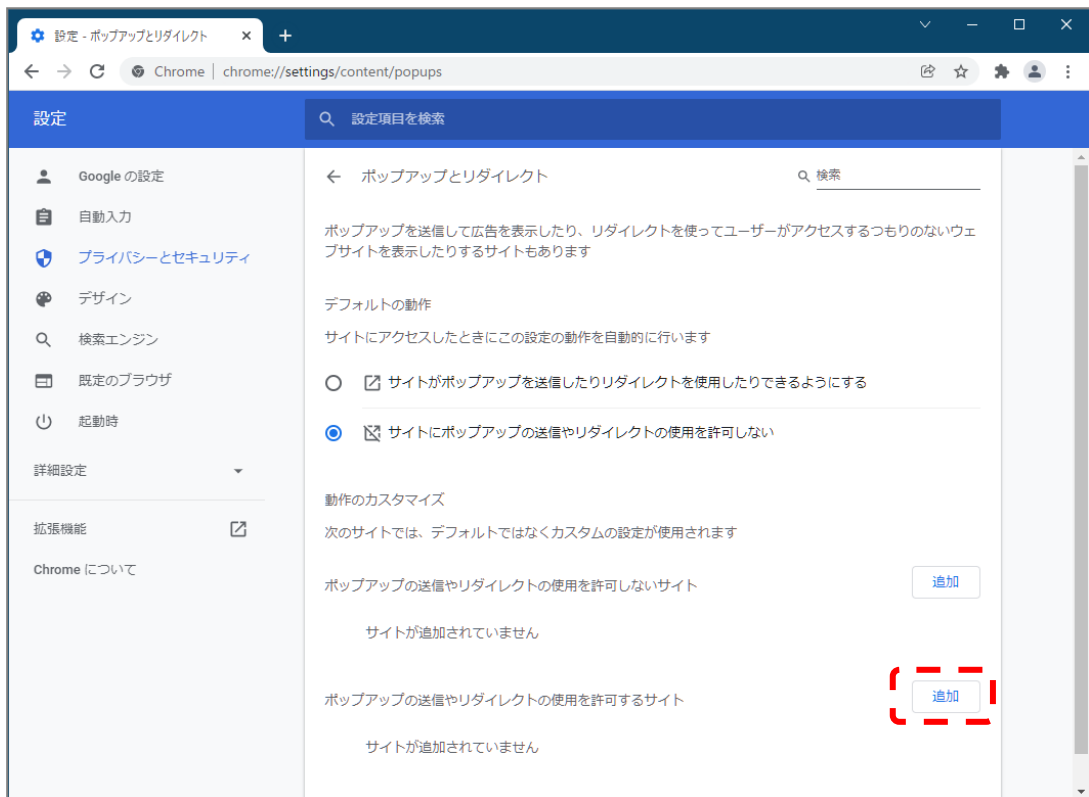 設定 - ポップアップとリダイレクト
Chrome | chrome://settings/content/popups
設定
設定項目を検索
Google の設定
自動入力
プライバシーとセキュリティ
デザイン
検索エンジン
既定のブラウザ
起動時
詳細設定
拡張機能
Chrome について
ポップアップとリダイレクト
検索
ポップアップを送信して広告を表示したり、リダイレクトを使ってユーザーがアクセスするつもりのないウェ
ブサイトを表示したりするサイトもあります
デフォルトの動作
サイトにアクセスしたときにこの設定の動作を自動的に行います
サイトがポップアップを送信したりリダイレクトを使用したりできるようにする
サイトにポップアップの送信やリダイレクトの使用を許可しない
動作のカスタマイズ
次のサイトでは、デフォルトではなくカスタムの設定が使用されます
ポップアップの送信やリダイレクトの使用を許可しないサイト
追加
サイトが追加されていません
ポップアップの送信やリダイレクトの使用を許可するサイト
追加
サイトが追加されていません